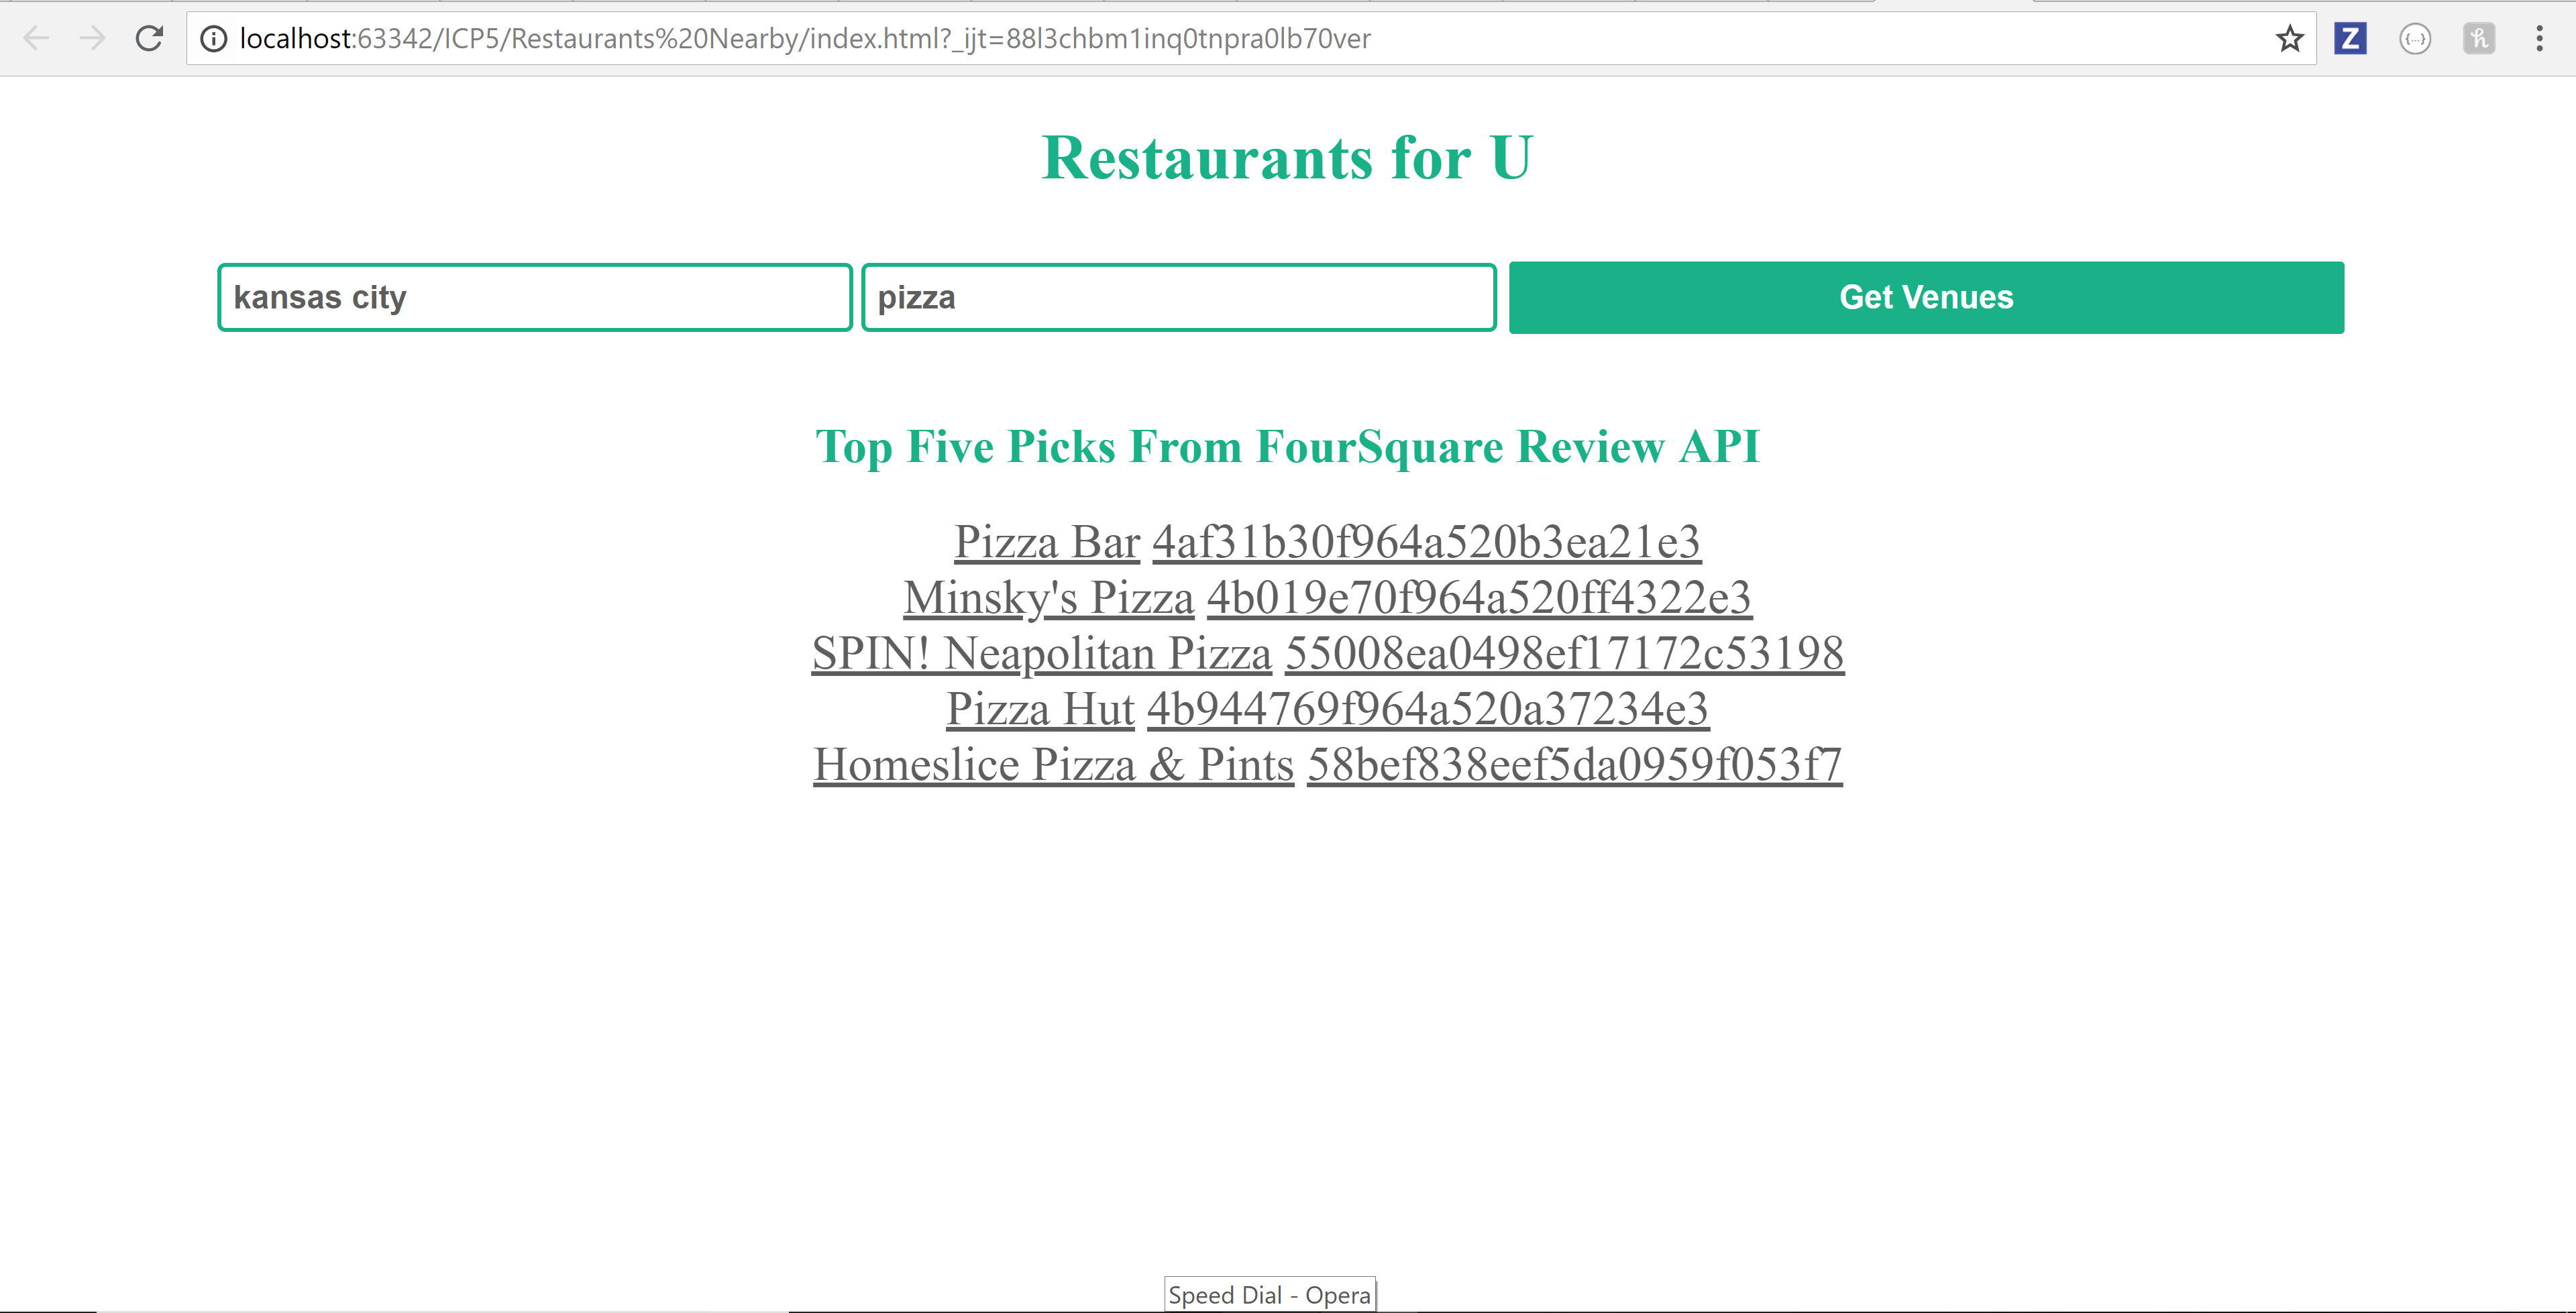 localhost:63342/ICP5/Restaurants%20Nearby/index.html?_ijt=88l3chbm1inq0tnpra0lb70ver
Z
{...}
h
Restaurants for U
kansas city
pizza
Get Venues
Top Five Picks From FourSquare Review API
Pizza Bar 4af31b30f964a520b3ea21e3
Minsky's Pizza 4b019e70f964a520ff4322e3
SPIN! Neapolitan Pizza 55008ea0498ef17172c53198
Pizza Hut 4b944769f964a520a37234e3
Homeslice Pizza & Pints 58bef838eef5da0959f053f7
Speed Dial - Opera